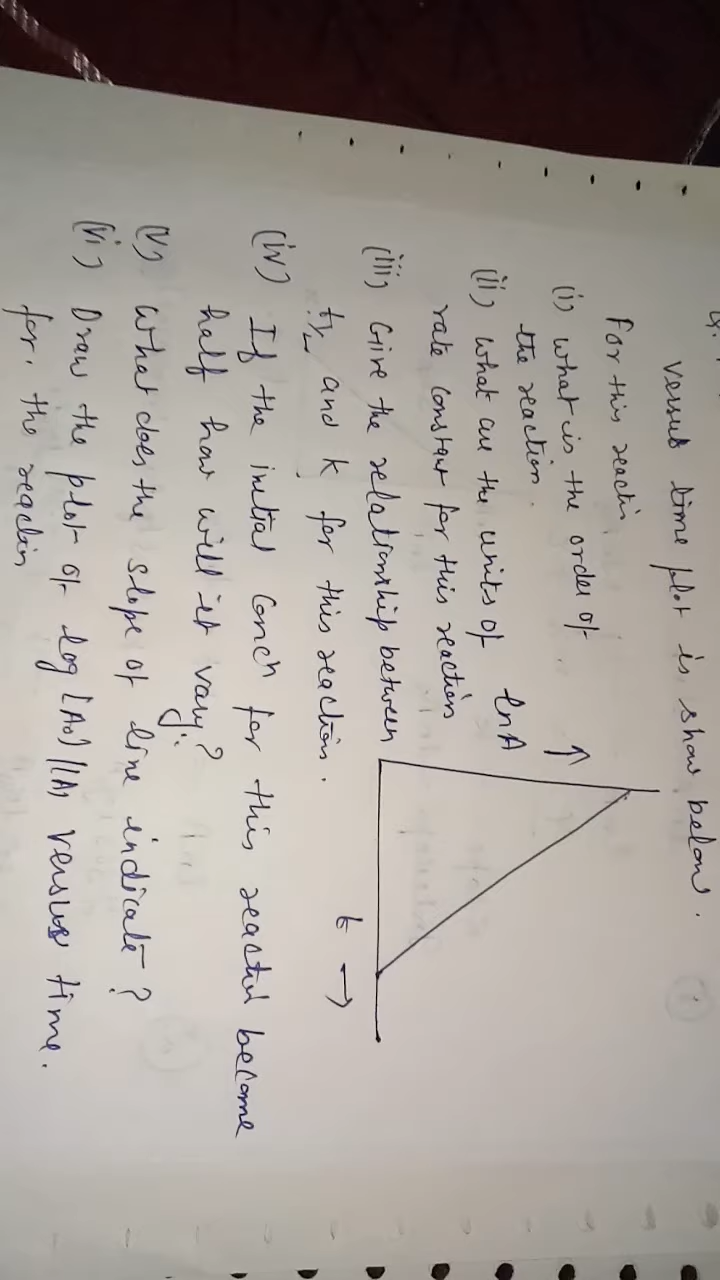 versus time plot is show below.
For this reacti
(i) what is the order of
the reaction.
(ii) what are the units of
rate constant for this reaction
(iii) Give the relationship between
t½ and k for this reaction.
ln A
↑
t →
(iv) If the initial concn for this reaction become
half how will it vary?
(v) what does the slope of line indicate?
(vi) Draw the plot of log [A₀)/(A) versus time.
for, the reaction